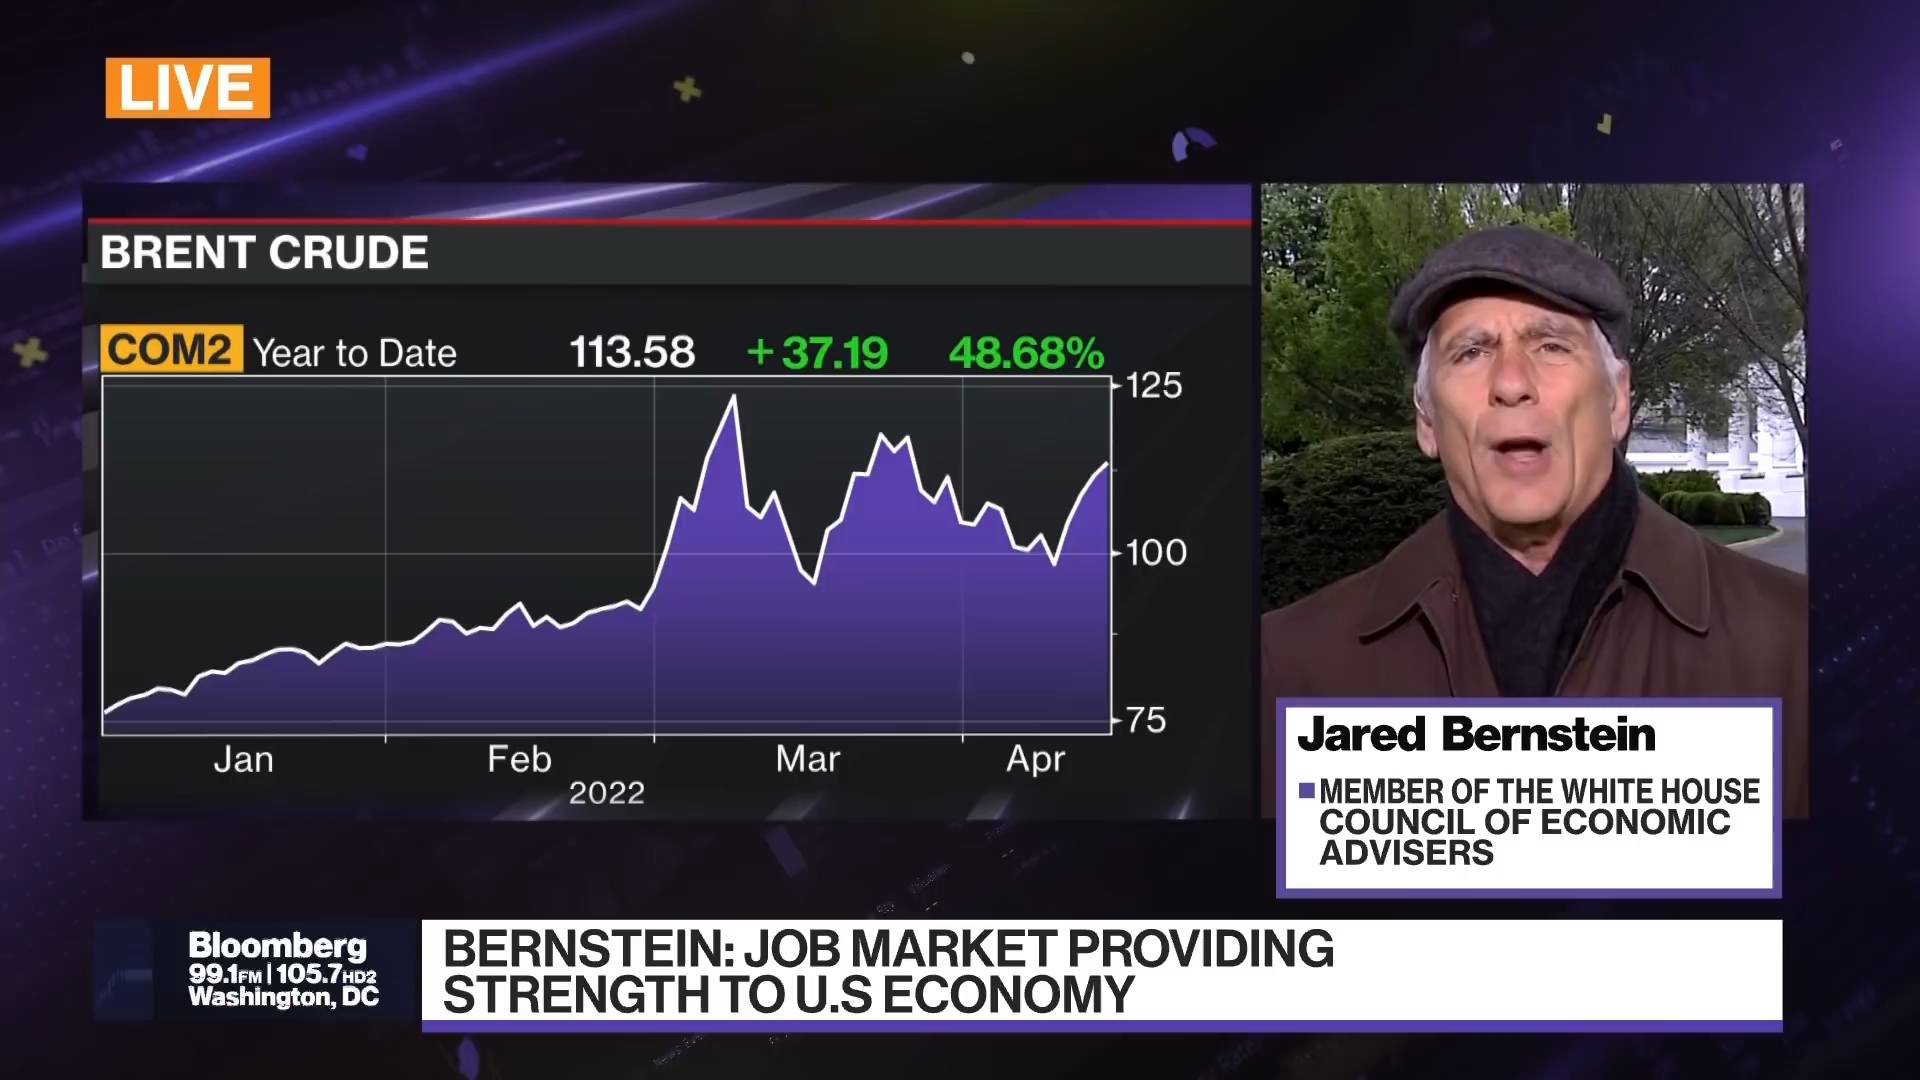 LIVE
BRENT CRUDE
COM2 Year to Date 113.58 +37.19 48.68%
125
100
75
Jan Feb Mar Apr
2022
Jared Bernstein
MEMBER OF THE WHITE HOUSE
COUNCIL OF ECONOMIC
ADVISERS
Bloomberg
99.1FM | 105.7HD2
Washington, DC
BERNSTEIN: JOB MARKET PROVIDING
STRENGTH TO U.S ECONOMY